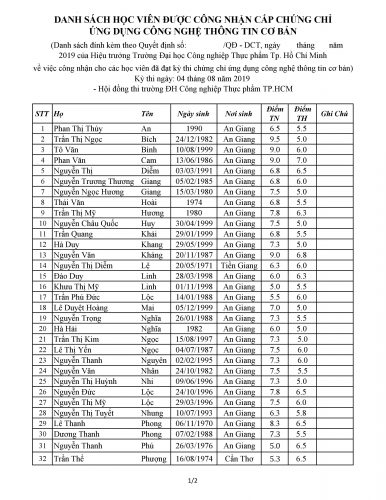 DANH SÁCH HỌC VIÊN ĐƯỢC CÔNG NHẬN CẤP CHỨNG CHỈ
ỨNG DỤNG CÔNG NGHỆ THÔNG TIN CƠ BẢN
(Danh sách đính kèm theo Quyết định số: /QĐ - DCT, ngày tháng năm
2019 của Hiệu trưởng Trường Đại học Công nghiệp Thực phẩm Tp. Hồ Chí Minh
về việc công nhận cho các học viên đã đạt kỳ thi chứng chỉ ứng dụng công nghệ thông tin cơ bản)
Kỳ thi ngày: 04 tháng 08 năm 2019
- Hội đồng thi trường ĐH Công nghiệp Thực phẩm TP.HCM
STT Họ Tên Ngày sinh Nơi sinh Điểm TN Điểm TH Ghi Chú
1 Phan Thị Thúy An 1990 An Giang 6.5 5.5
2 Trần Thị Ngọc Bích 24/12/1982 An Giang 9.5 5.0
3 Tô Văn Bình 10/08/1999 An Giang 9.0 6.0
4 Phan Văn Cam 13/06/1986 An Giang 9.0 7.0
5 Nguyễn Thị Diễm 03/03/1991 An Giang 6.8 6.5
6 Nguyễn Trương Thương Giang 05/02/1985 An Giang 6.8 6.0
7 Nguyễn Ngọc Hương Giang 15/03/1980 An Giang 7.5 5.0
8 Thái Văn Hoài 1974 An Giang 6.8 5.5
9 Trần Thị Mỹ Hương 1980 An Giang 7.8 6.3
10 Nguyễn Châu Quốc Huy 30/04/1999 An Giang 7.5 5.0
11 Trần Quang Khải 29/01/1999 An Giang 6.8 5.5
12 Hà Duy Khang 29/05/1999 An Giang 7.3 5.0
13 Nguyễn Văn Kháng 20/11/1987 An Giang 9.0 6.8
14 Nguyễn Thị Diễm Lệ 20/05/1971 Tiền Giang 6.3 6.0
15 Đào Duy Linh 28/03/1998 An Giang 6.0 6.3
16 Khưu Thị Mỹ Linh 01/11/1998 An Giang 5.0 5.5
17 Trần Phú Đức Lộc 14/01/1988 An Giang 5.5 6.0
18 Lê Duyệt Hoàng Mai 05/12/1999 An Giang 7.0 5.0
19 Nguyễn Trọng Nghĩa 26/01/1988 An Giang 7.3 5.5
20 Hà Hải Nông 1982 An Giang 6.0 5.0
21 Trần Thị Kim Ngọc 15/08/1997 An Giang 7.3 5.0
22 Lê Thị Yến Ngọc 04/07/1987 An Giang 7.5 6.0
23 Nguyễn Thanh Nguyên 02/02/1995 An Giang 7.3 6.0
24 Nguyễn Văn Nhân 24/10/1982 An Giang 7.5 5.5
25 Nguyễn Thị Huỳnh Nhi 09/06/1996 An Giang 7.3 5.0
26 Nguyễn Đức Lộc 24/10/1996 An Giang 7.8 6.5
27 Nguyễn Thị Mỹ Lộc 29/03/1996 An Giang 7.5 6.0
28 Nguyễn Thị Tuyết Nhung 10/07/1993 An Giang 6.3 5.8
29 Lê Thanh Phong 06/11/1970 An Giang 8.3 6.5
30 Dương Thanh Phong 07/02/1988 An Giang 7.3 5.5
31 Nguyễn Thanh Phú 26/03/1976 An Giang 5.0 6.5
32 Trần Thế Phượng 16/08/1974 Cần Thơ 5.3 6.5
1/2